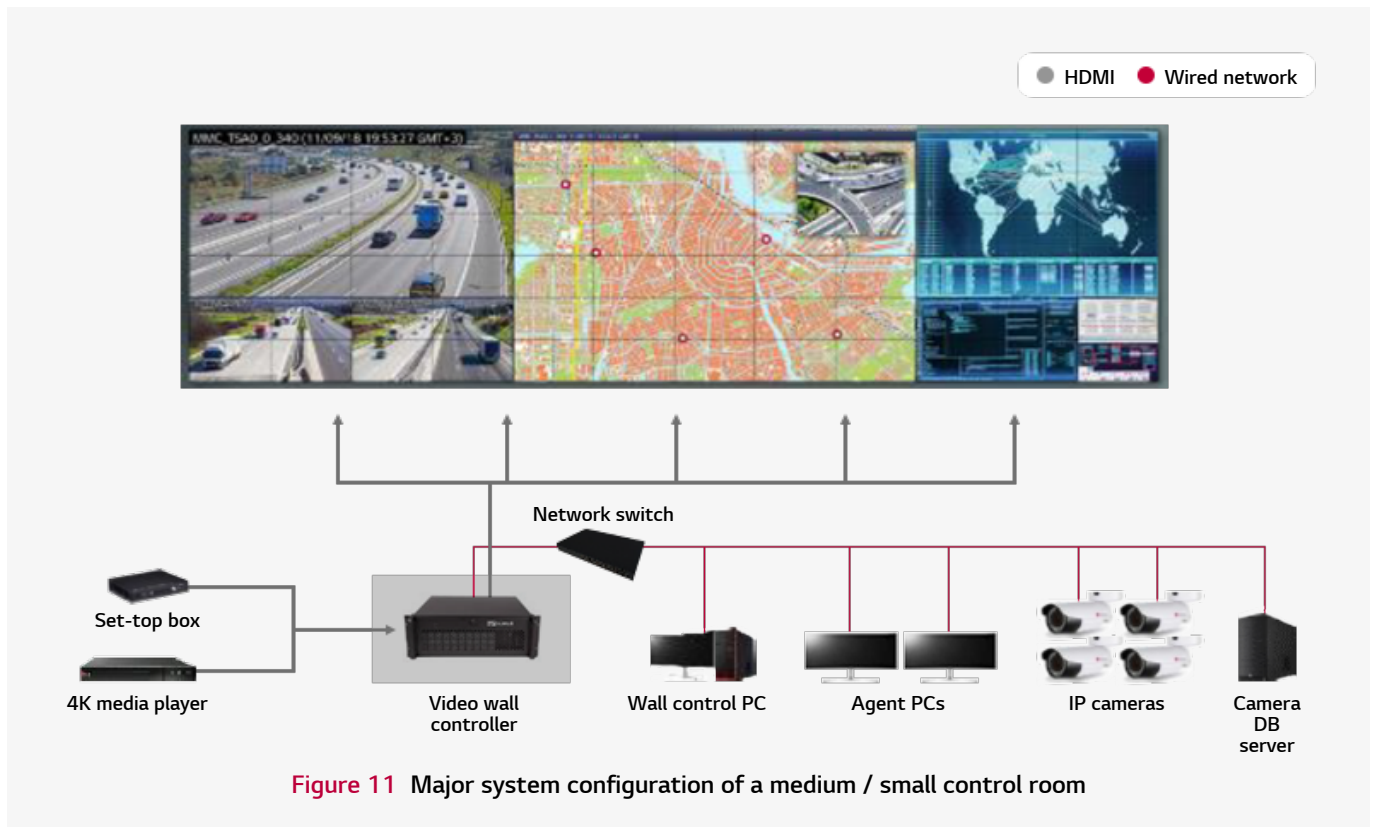 HDMI
Wired network
MMC_TSA0_0_340 (11/09/18 19:53:27 GMT+3)
Network switch
Set-top box
4K media player
Video wall
controller
Wall control PC
Agent PCs
IP cameras
Camera
DB
server
Figure 11 Major system configuration of a medium / small control room